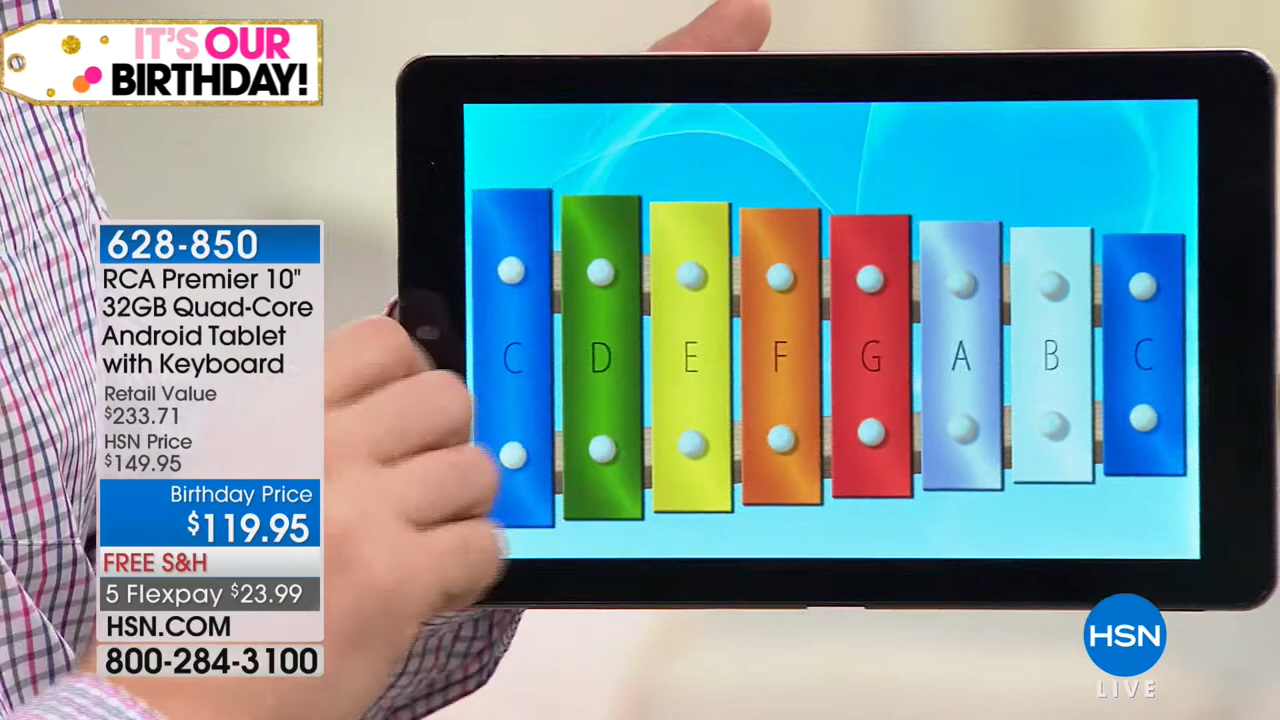 IT'S OUR
BIRTHDAY!
628-850
RCA Premier 10"
32GB Quad-Core
Android Tablet
with Keyboard
Retail Value
$233.71
HSN Price
$149.95
Birthday Price
$119.95
FREE S&H
5 Flexpay $23.99
HSN.COM
800-284-3100
C D E F G A B C
HSN
LIVE